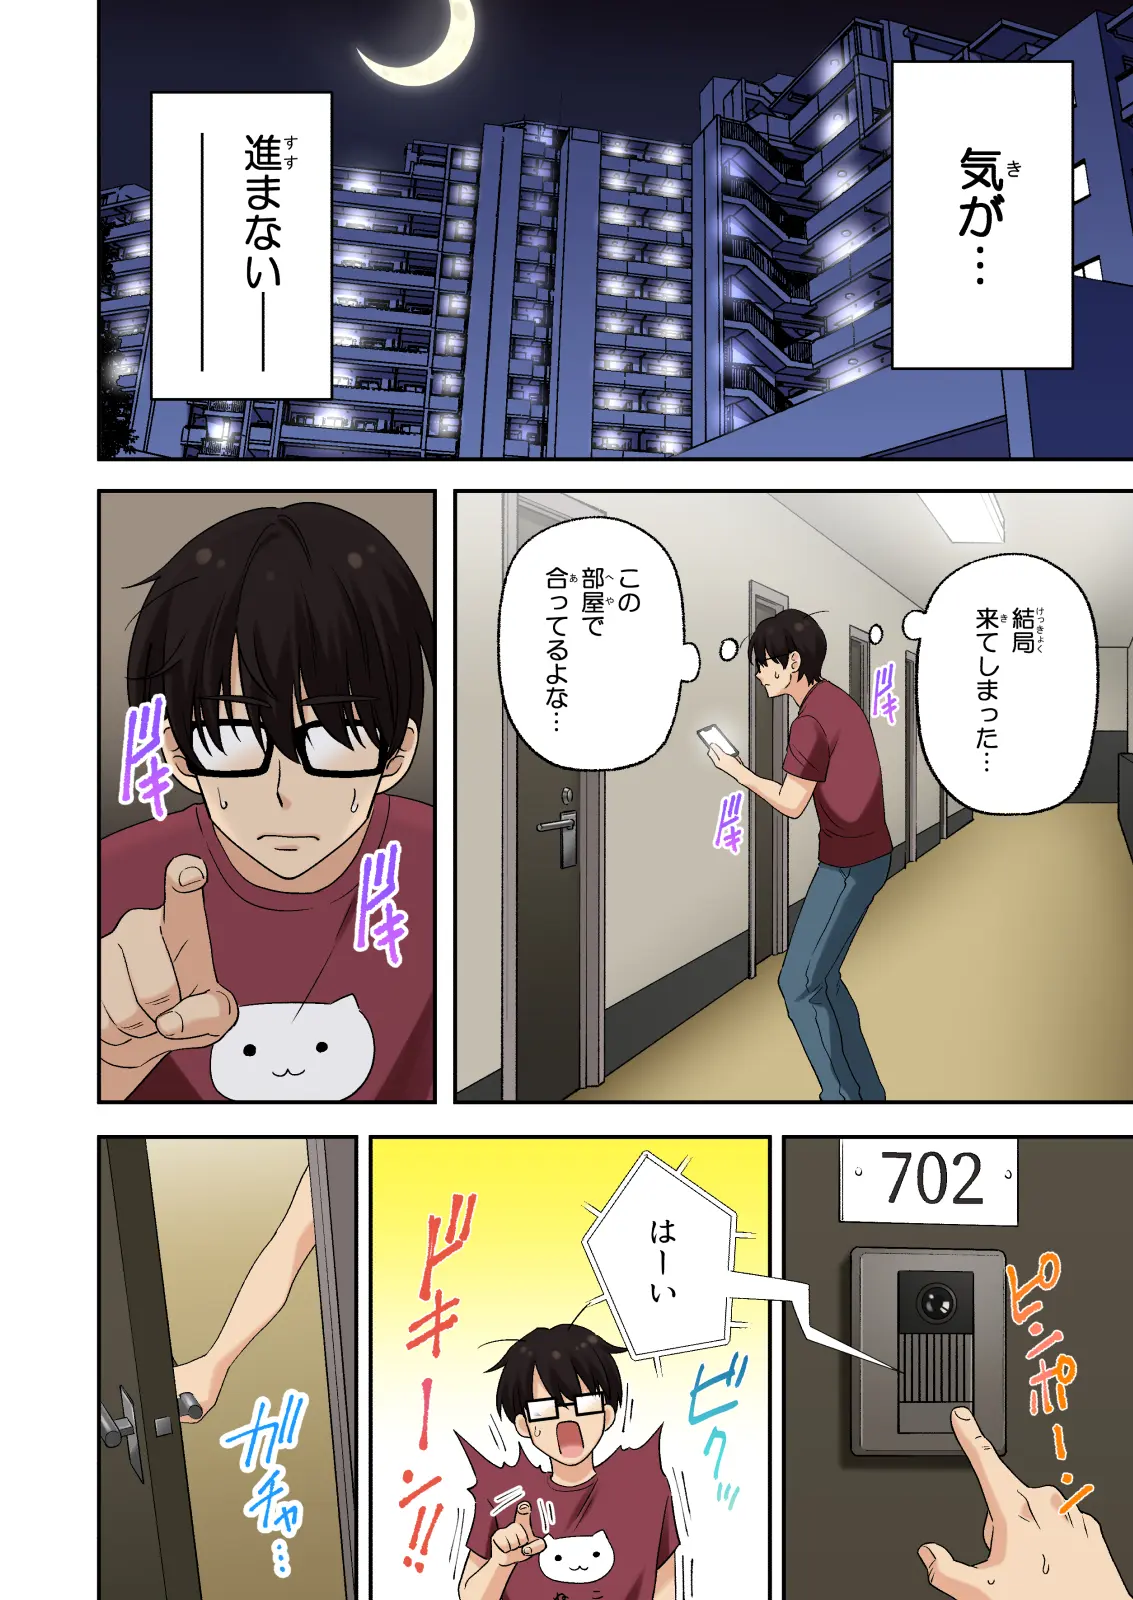 気が…
進まない――
結局
来てしまった…
ドキ
ドキ
この
部屋で
合ってるよな…
ドキ
ドキ
702
ピンポーン
はーい
ビクッ
ドキーン!!
ガチャ…